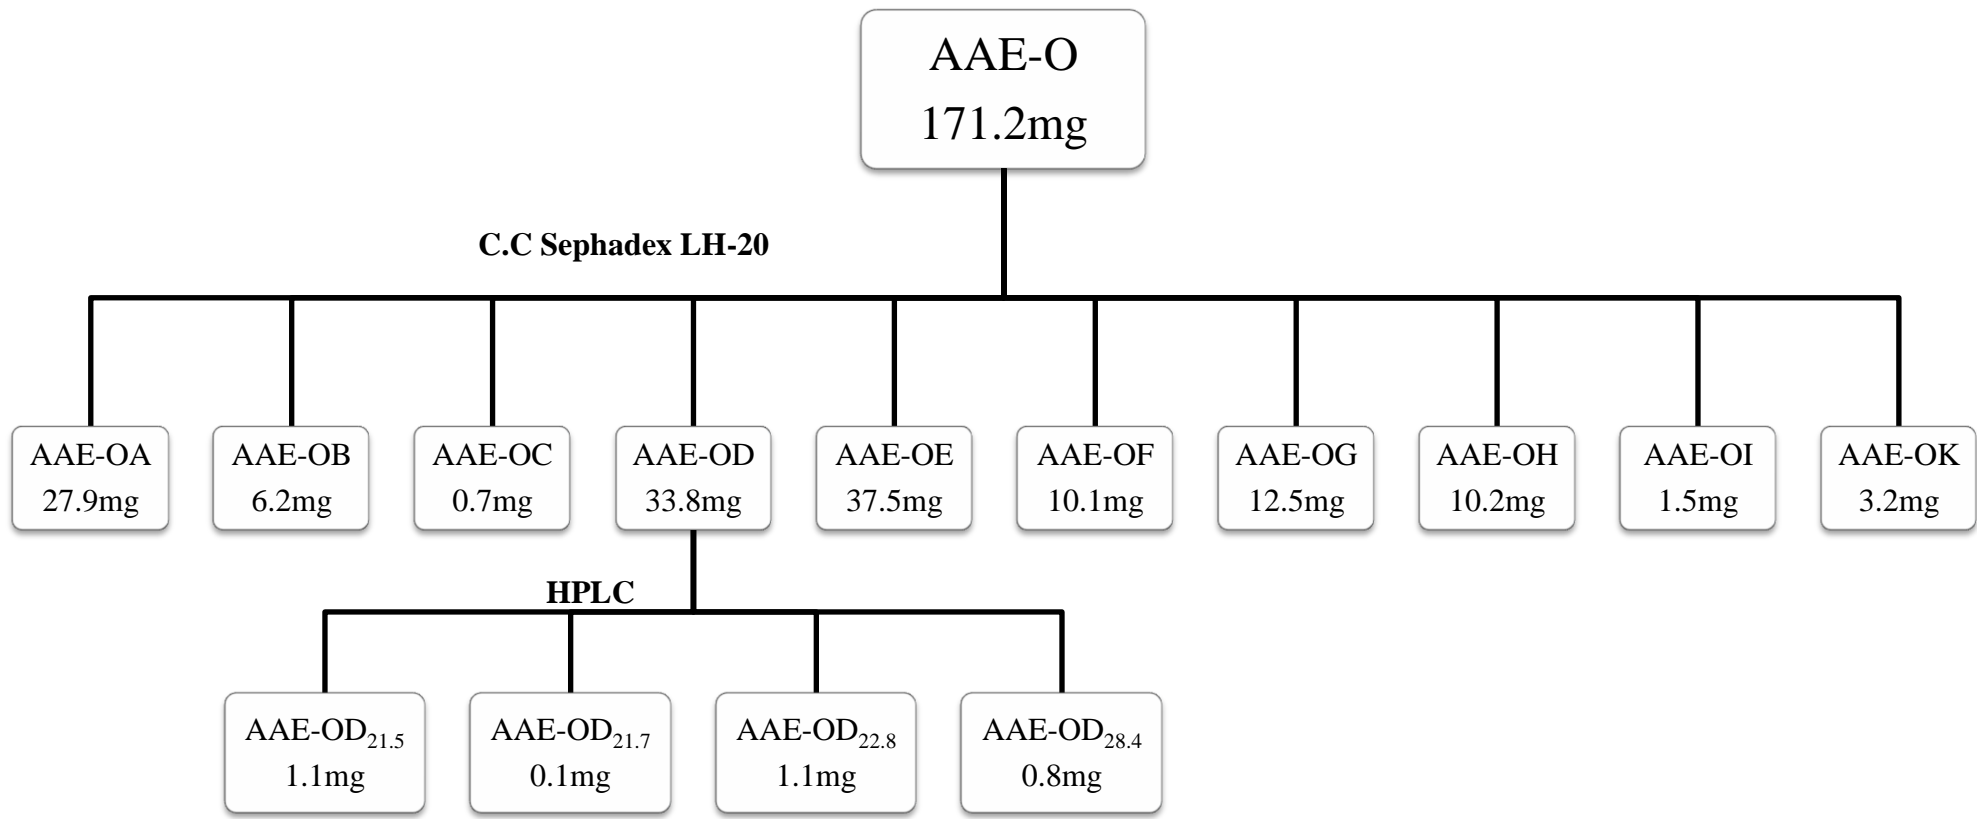 AAE-O
171.2mg
C.C Sephadex LH-20
AAE-OA
27.9mg
AAE-OB
6.2mg
AAE-OC
0.7mg
AAE-OD
33.8mg
AAE-OE
37.5mg
AAE-OF
10.1mg
AAE-OG
12.5mg
AAE-OH
10.2mg
AAE-OI
1.5mg
AAE-OK
3.2mg
HPLC
AAE-OD21.5
1.1mg
AAE-OD21.7
0.1mg
AAE-OD22.8
1.1mg
AAE-OD28.4
0.8mg